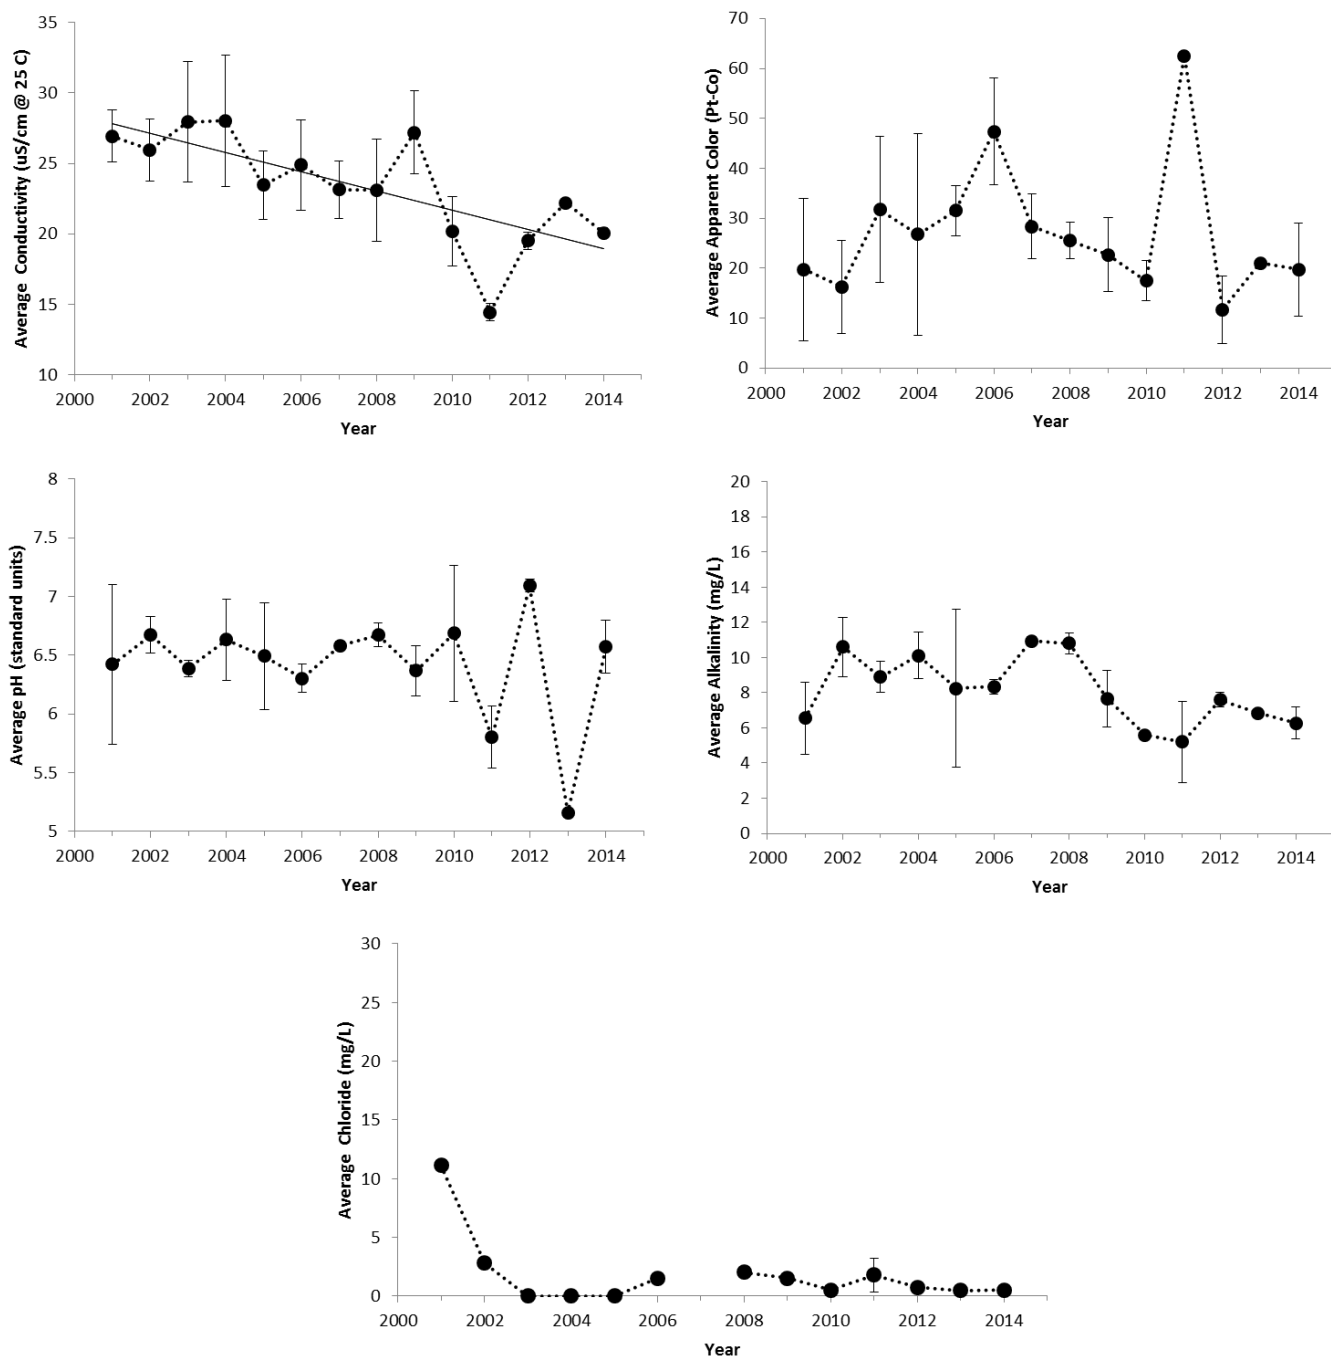 Average Conductivity (uS/cm @ 25 C)
35
30
25
20
15
10
2000 2002 2004 2006 2008 2010 2012 2014
Year
Average Apparent Color (Pt-Co)
70
60
50
40
30
20
10
0
2000 2002 2004 2006 2008 2010 2012 2014
Year
Average pH (standard units)
8
7.5
7
6.5
6
5.5
5
2000 2002 2004 2006 2008 2010 2012 2014
Year
Average Alkalinity (mg/L)
20
18
16
14
12
10
8
6
4
2
0
2000 2002 2004 2006 2008 2010 2012 2014
Year
Average Chloride (mg/L)
30
25
20
15
10
5
0
2000 2002 2004 2006 2008 2010 2012 2014
Year